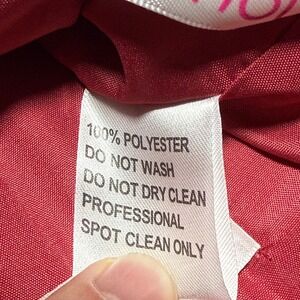 100% POLYESTER
DO NOT WASH
DO NOT DRY CLEAN
PROFESSIONAL
SPOT CLEAN ONLY